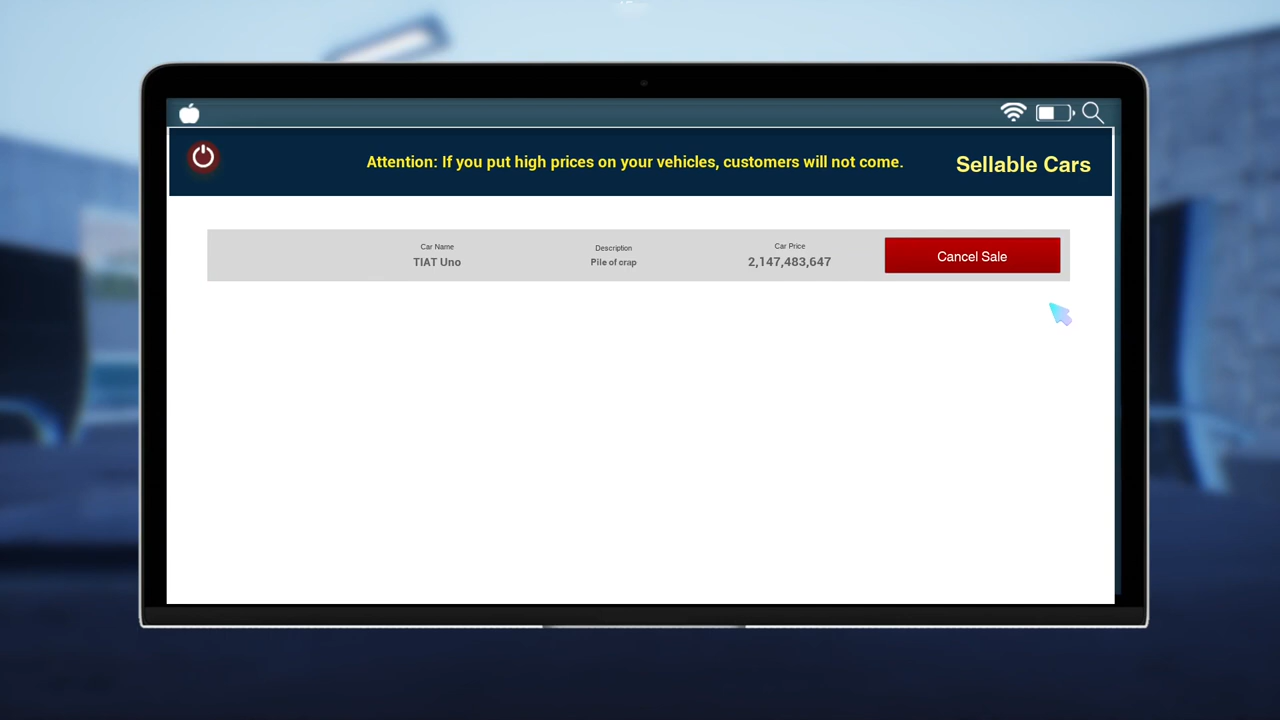 Attention: If you put high prices on your vehicles, customers will not come.
Sellable Cars
Car Name
TIAT Uno
Description
Pile of crap
Car Price
2,147,483,647
Cancel Sale